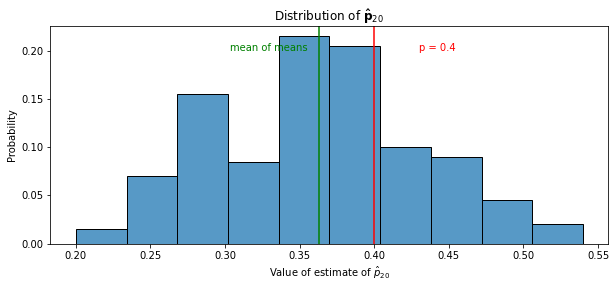 Distribution of p̂₂₀
mean of means
p = 0.4
Probability
0.20
0.15
0.10
0.05
0.00
0.20 0.25 0.30 0.35 0.40 0.45 0.50 0.55
Value of estimate of p̂₂₀